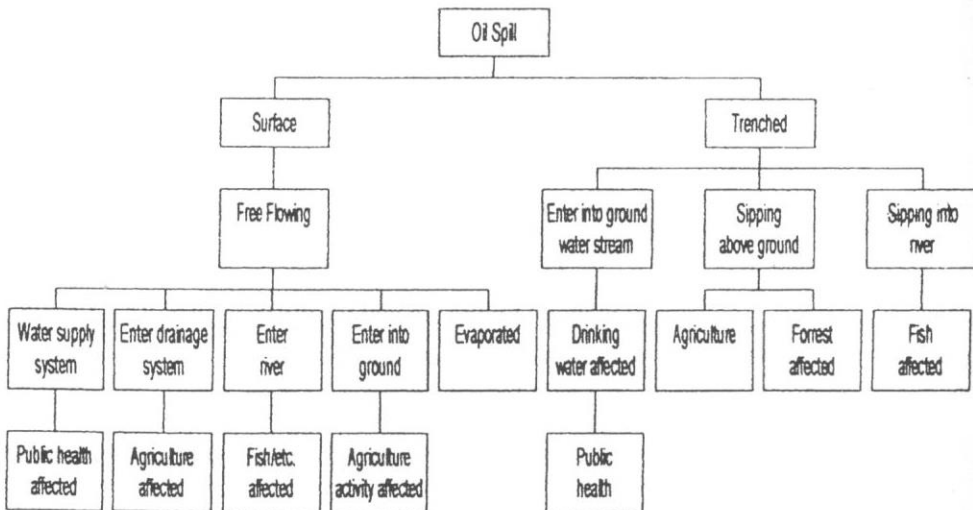 Oil Spill
Surface
Trenched
Free Flowing
Enter into ground
water stream
Sipping
above ground
Sipping into
river
Water supply
system
Enter drainage
system
Enter
river
Enter into
ground
Evaporated
Drinking
water affected
Agriculture
Forrest
affected
Fish
affected
Public health
affected
Agriculture
affected
Fish/etc.
affected
Agriculture
activity affected
Public
health